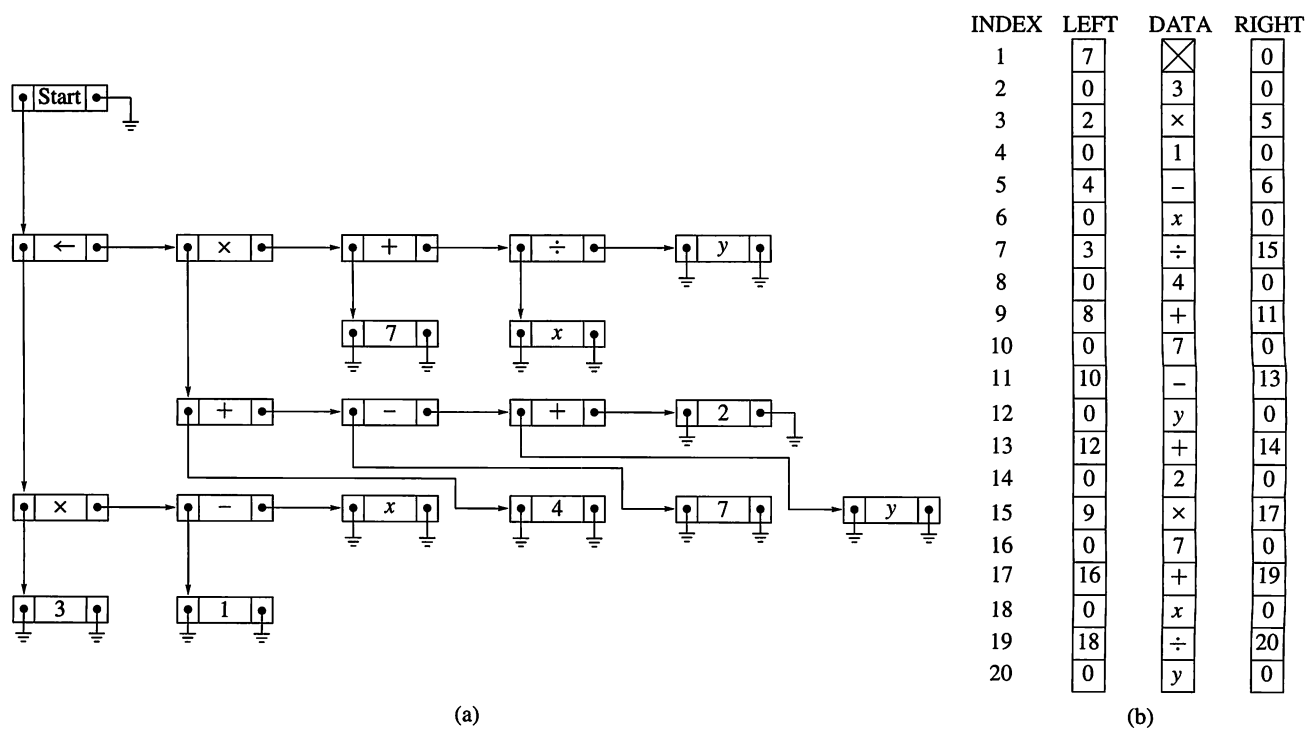 Start
← × + ÷ y
7 x
+ − + 2
× − x 4 7 y
3 1
(a)
INDEX LEFT DATA RIGHT
1 7 0
2 0 3 0
3 2 × 5
4 0 1 0
5 4 − 6
6 0 x 0
7 3 ÷ 15
8 0 4 0
9 8 + 11
10 0 7 0
11 10 − 13
12 0 y 0
13 12 + 14
14 0 2 0
15 9 × 17
16 0 7 0
17 16 + 19
18 0 x 0
19 18 ÷ 20
20 0 y 0
(b)